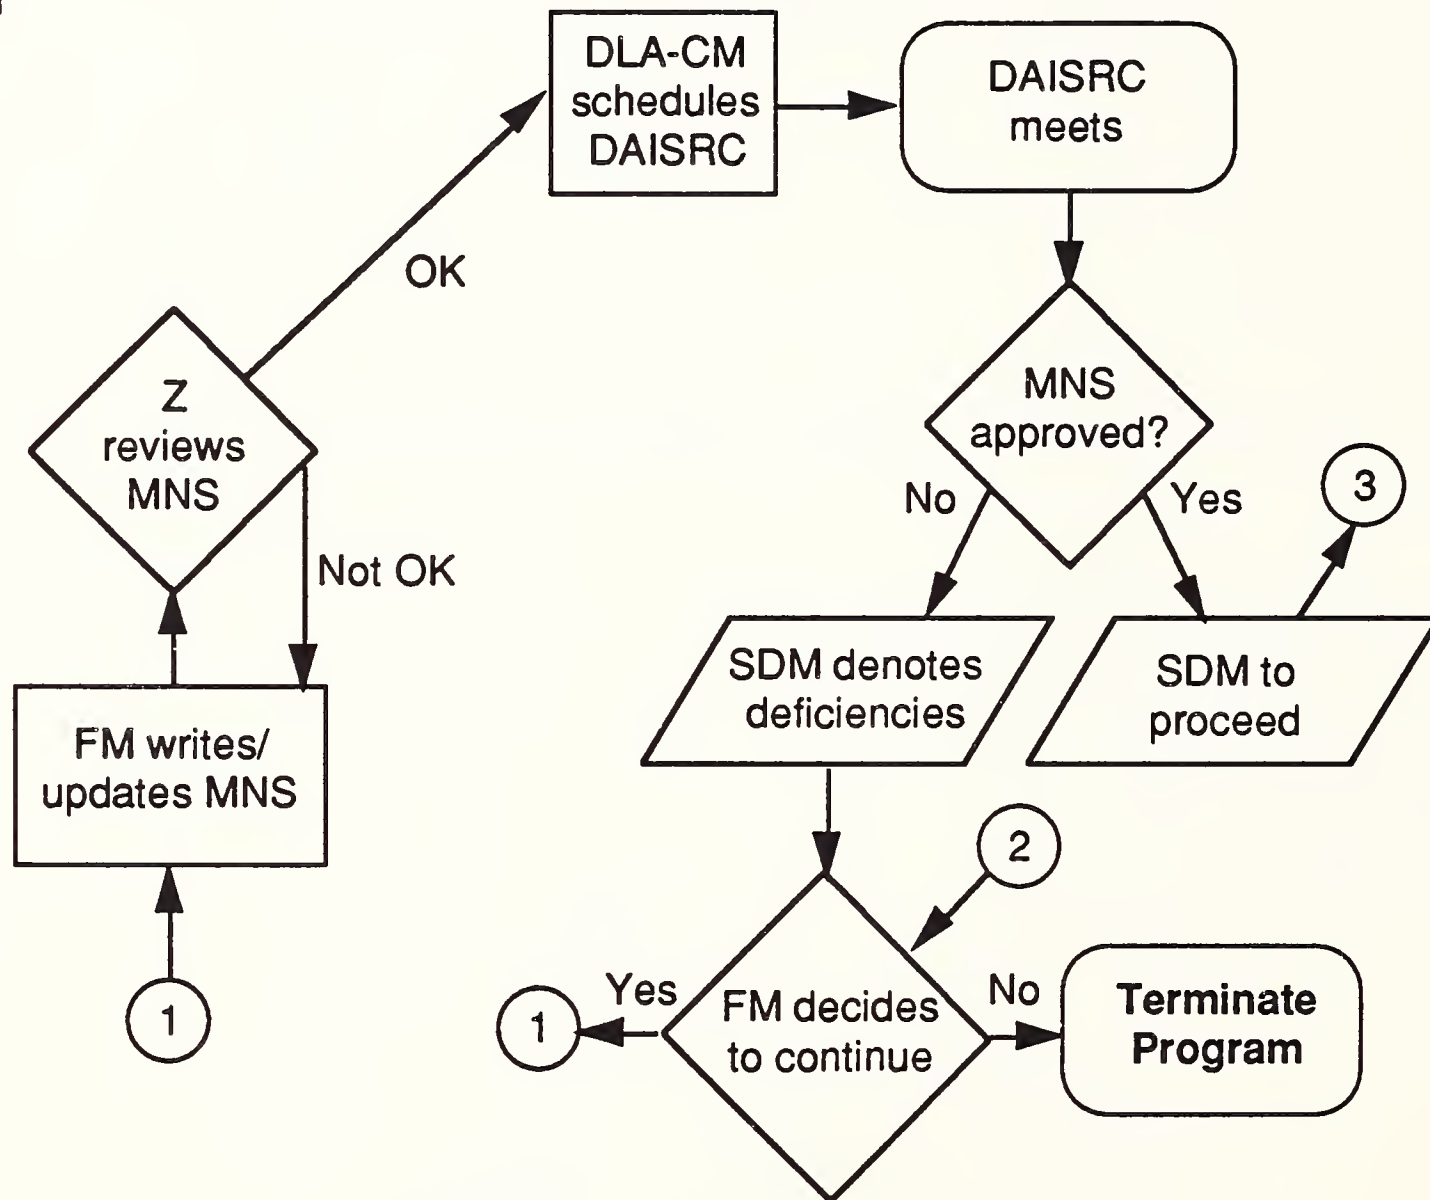 DLA-CM
schedules
DAISRC
DAISRC
meets
OK
Z
reviews
MNS
MNS
approved?
No
Yes
3
Not OK
SDM denotes
deficiencies
SDM to
proceed
FM writes/
updates MNS
2
1
1
Yes
FM decides
to continue
No
Terminate
Program